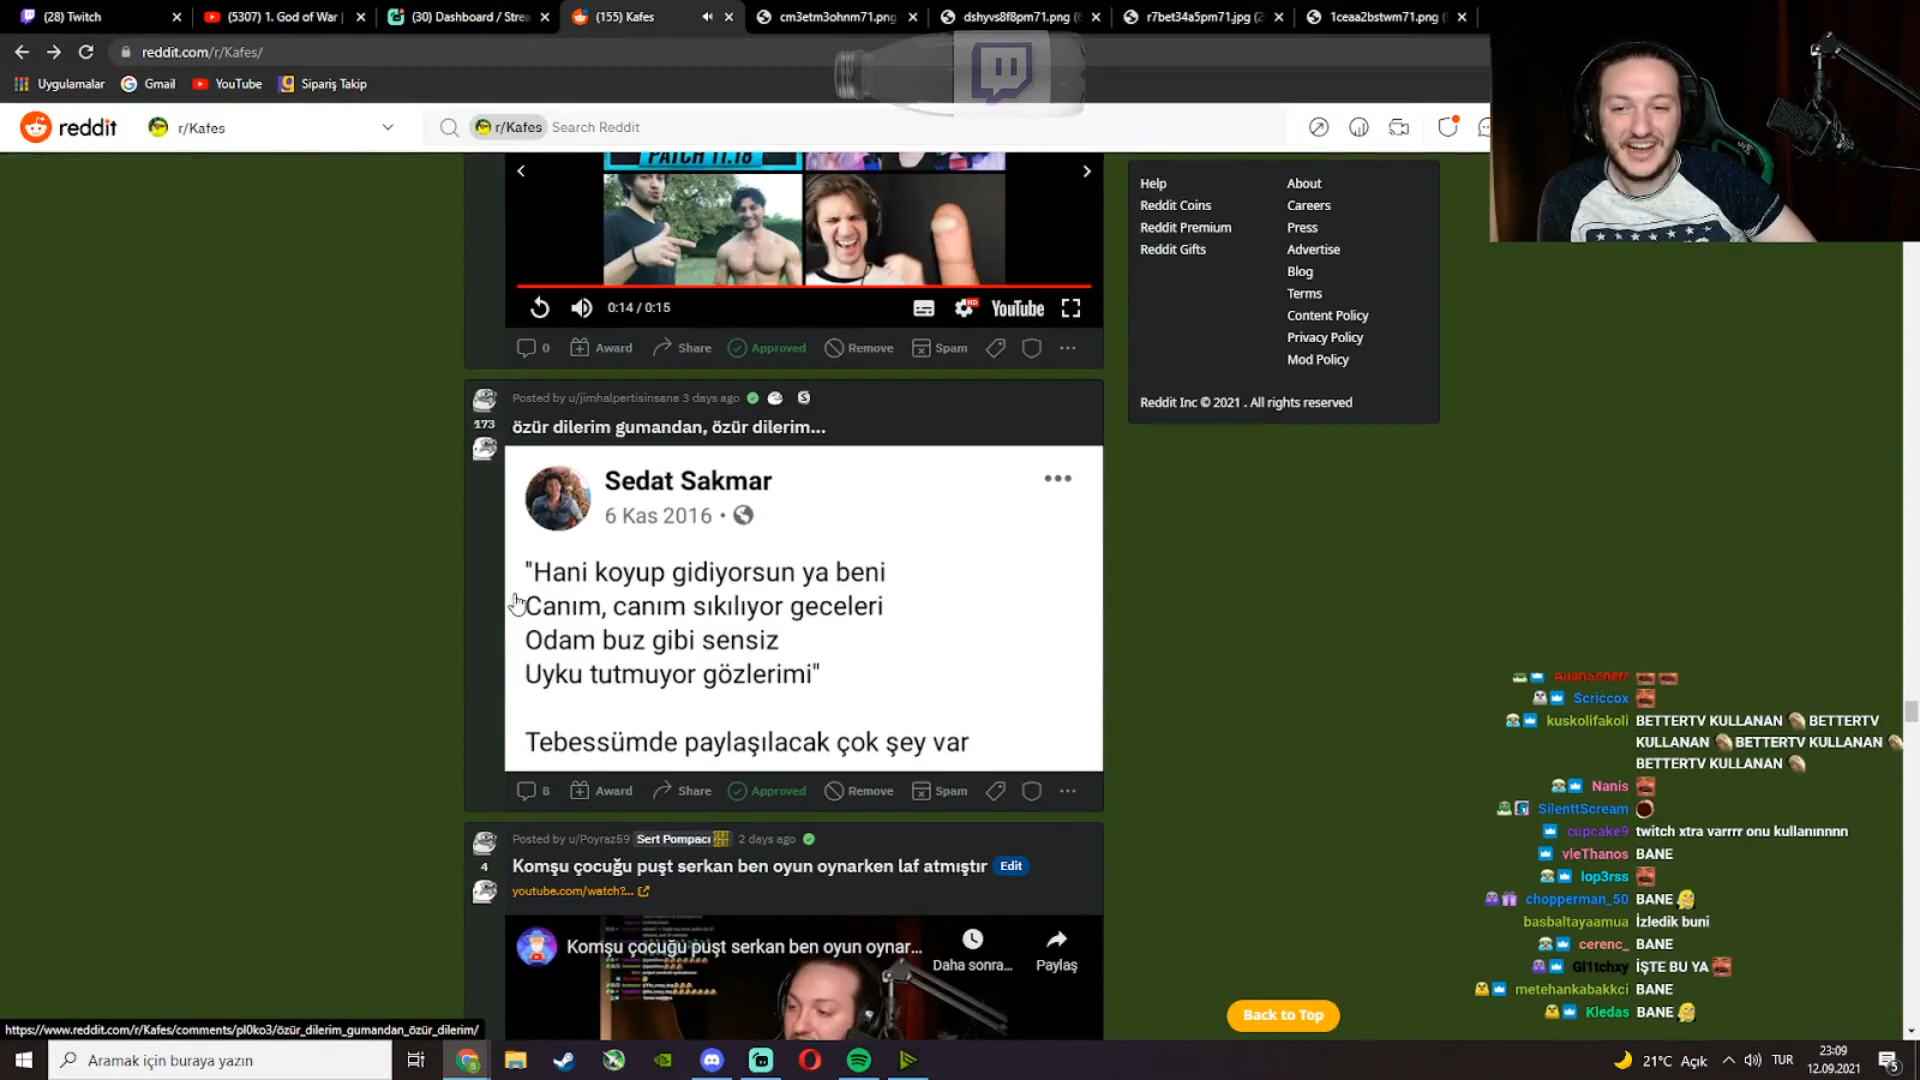 (28) Twitch
(5307) 1. God of War
(30) Dashboard / Stre
(155) Kafes
cm3etm3ohnm71.png
dshyvs8f8pm71.png (
r7bet34a5pm71.jpg (2
1ceaa2bstwm71.png (
reddit.com/r/Kafes/
Uygulamalar
Gmail
YouTube
Sipariş Takip
reddit
r/Kafes
r/Kafes
Search Reddit
PATCH 11.18
0:14 / 0:15
HD
YouTube
0
Award
Share
Approved
Remove
Spam
Help
About
Reddit Coins
Careers
Reddit Premium
Press
Reddit Gifts
Advertise
Blog
Terms
Content Policy
Privacy Policy
Mod Policy
Reddit Inc © 2021 . All rights reserved
Posted by u/jimhalpertisinsane 3 days ago
173
özür dilerim gumandan, özür dilerim...
Sedat Sakmar
6 Kas 2016 •
"Hani koyup gidiyorsun ya beni
Canım, canım sıkılıyor geceleri
Odam buz gibi sensiz
Uyku tutmuyor gözlerimi"
Tebessümde paylaşılacak çok şey var
8
Award
Share
Approved
Remove
Spam
Posted by u/Poyraz59 Sert Pompacı 2 days ago
4
Komşu çocuğu puşt serkan ben oyun oynarken laf atmıştır Edit
youtube.com/watch?...
Komşu çocuğu puşt serkan ben oyun oynar...
Daha sonra...
Paylaş
Back to Top
Scriccox
kuskolifakoli BETTERTV KULLANAN BETTERTV
KULLANAN BETTERTV KULLANAN
BETTERTV KULLANAN
Nanis
SilenttScream
cupcake9 twitch xtra varrrr onu kullanınnnn
vleThanos BANE
lop3rss
chopperman_50 BANE
basbaltayaamua İzledik buni
cerenc_ BANE
Gl1tchxy İŞTE BU YA
metehankabakkci BANE
Kledas BANE
https://www.reddit.com/r/Kafes/comments/pl0ko3/özür_dilerim_gumandan_özür_dilerim/
Aramak için buraya yazın
21°C Açık
TUR
23:09
12.09.2021
5